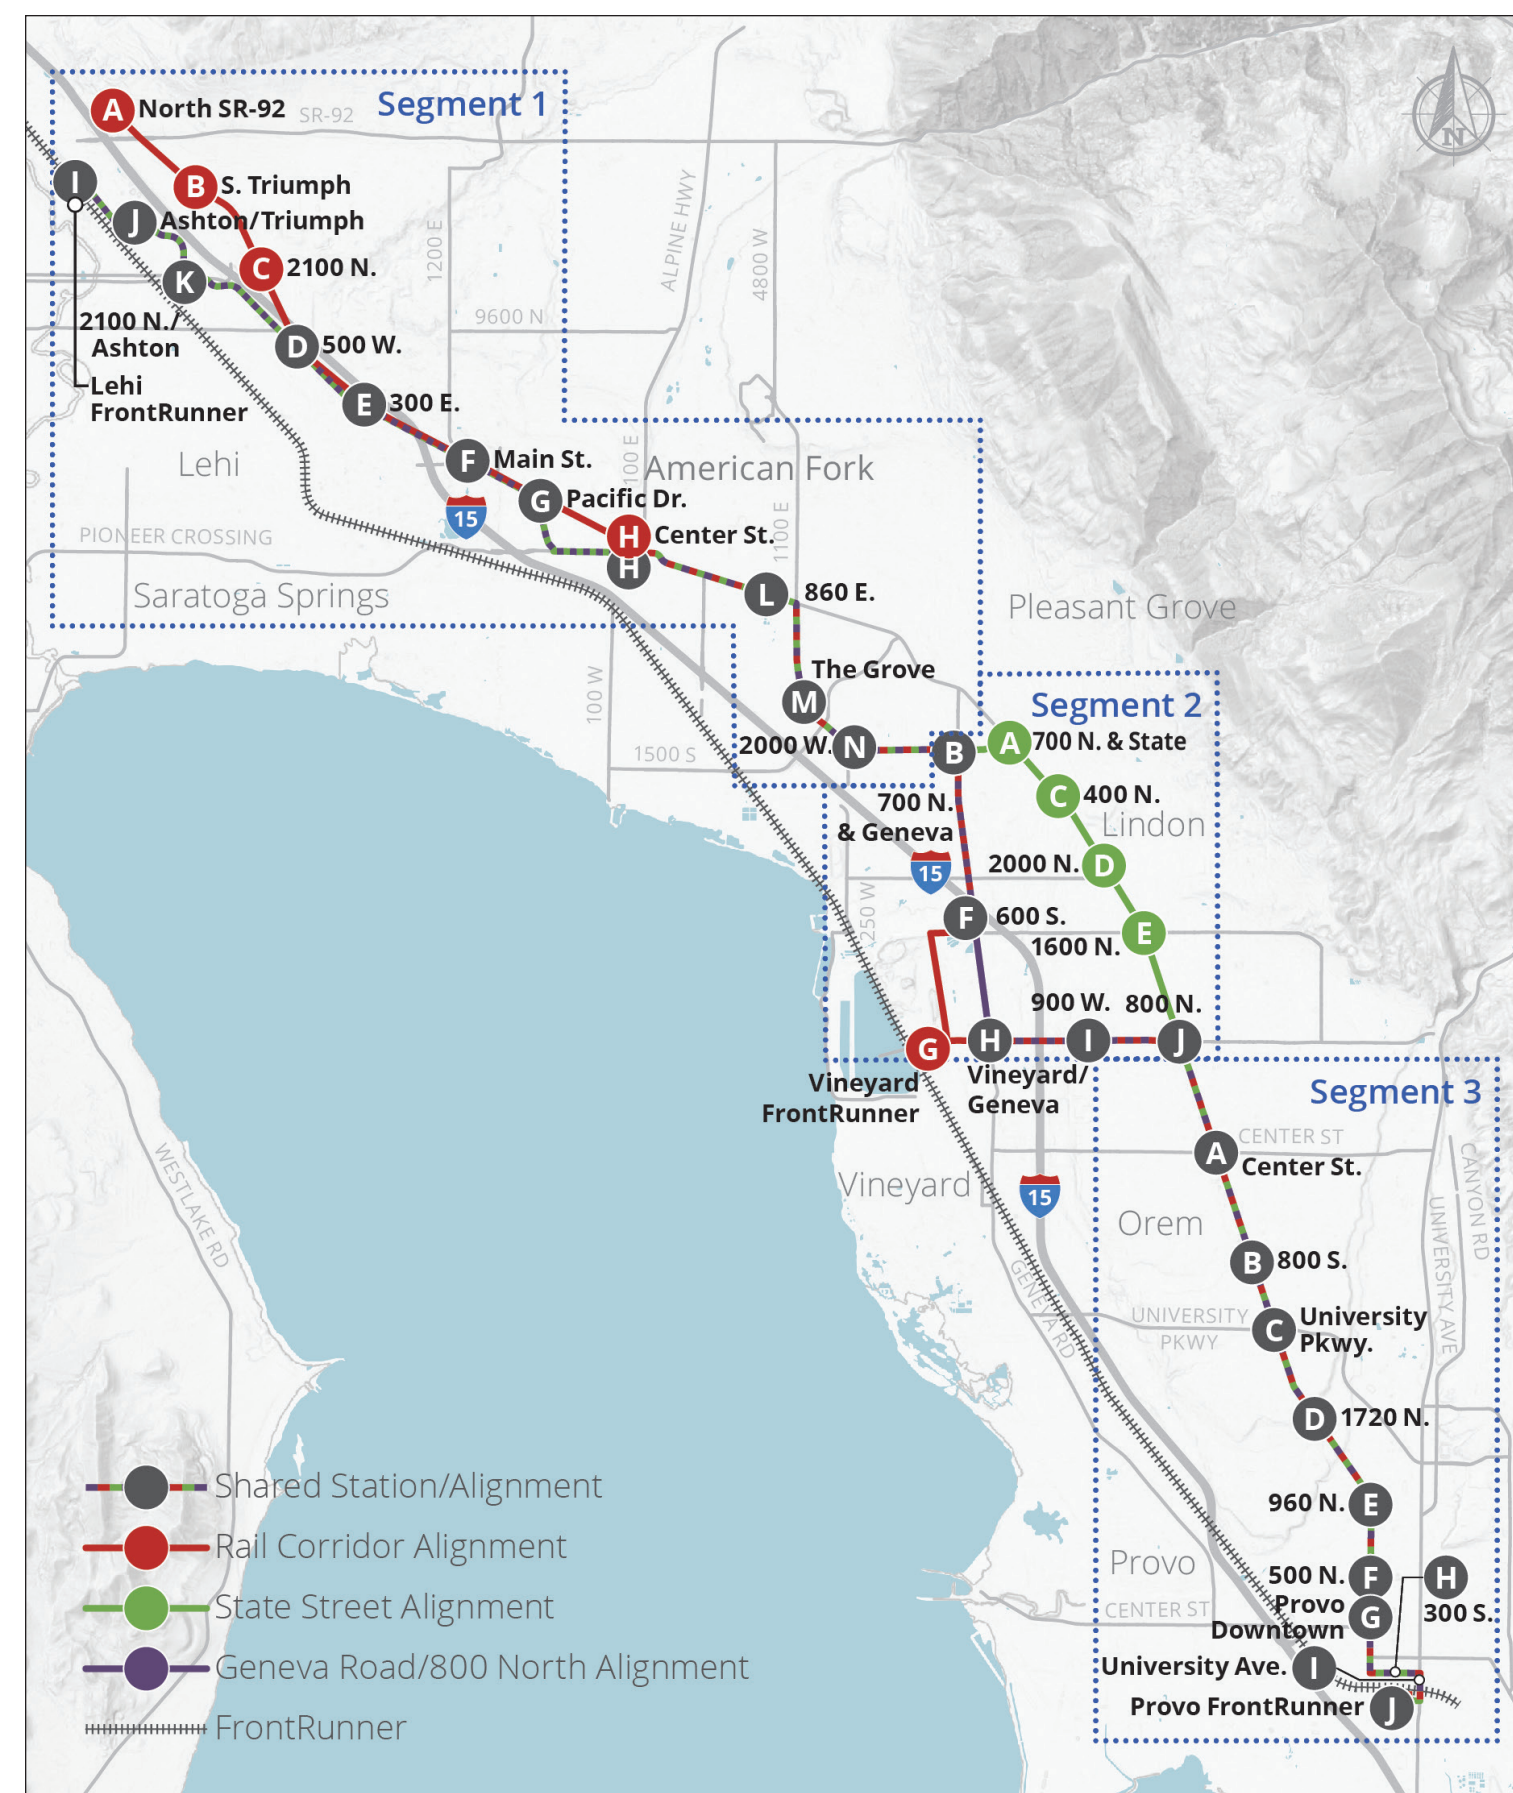 Segment 1
A North SR-92
SR-92
B S. Triumph
I
J Ashton/Triumph
C 2100 N.
K
2100 N./
Ashton
Lehi
FrontRunner
D 500 W.
E 300 E.
1200 E
9600 N
ALPINE HWY
4800 W
N
Lehi
F Main St.
100 E
American Fork
G Pacific Dr.
15
H Center St.
H
1100 E
PIONEER CROSSING
Saratoga Springs
L 860 E.
Pleasant Grove
The Grove
M
100 W
1500 S
2000 W. N
Segment 2
B
A 700 N. & State
700 N.
& Geneva
C 400 N.
Lindon
15
2000 N. D
250 W
F 600 S.
1600 N. E
900 W. 800 N.
G H I J
Vineyard
FrontRunner
Vineyard/
Geneva
Segment 3
CENTER ST
A
Center St.
Vineyard
15
Orem
WESTLAKE RD
CANYON RD
UNIVERSITY AVE
B 800 S.
GENEVA RD
UNIVERSITY
PKWY
C University
Pkwy.
D 1720 N.
960 N. E
Provo
500 N. F
H
300 S.
CENTER ST
Provo
Downtown G
University Ave. I
Provo FrontRunner J
Shared Station/Alignment
Rail Corridor Alignment
State Street Alignment
Geneva Road/800 North Alignment
FrontRunner